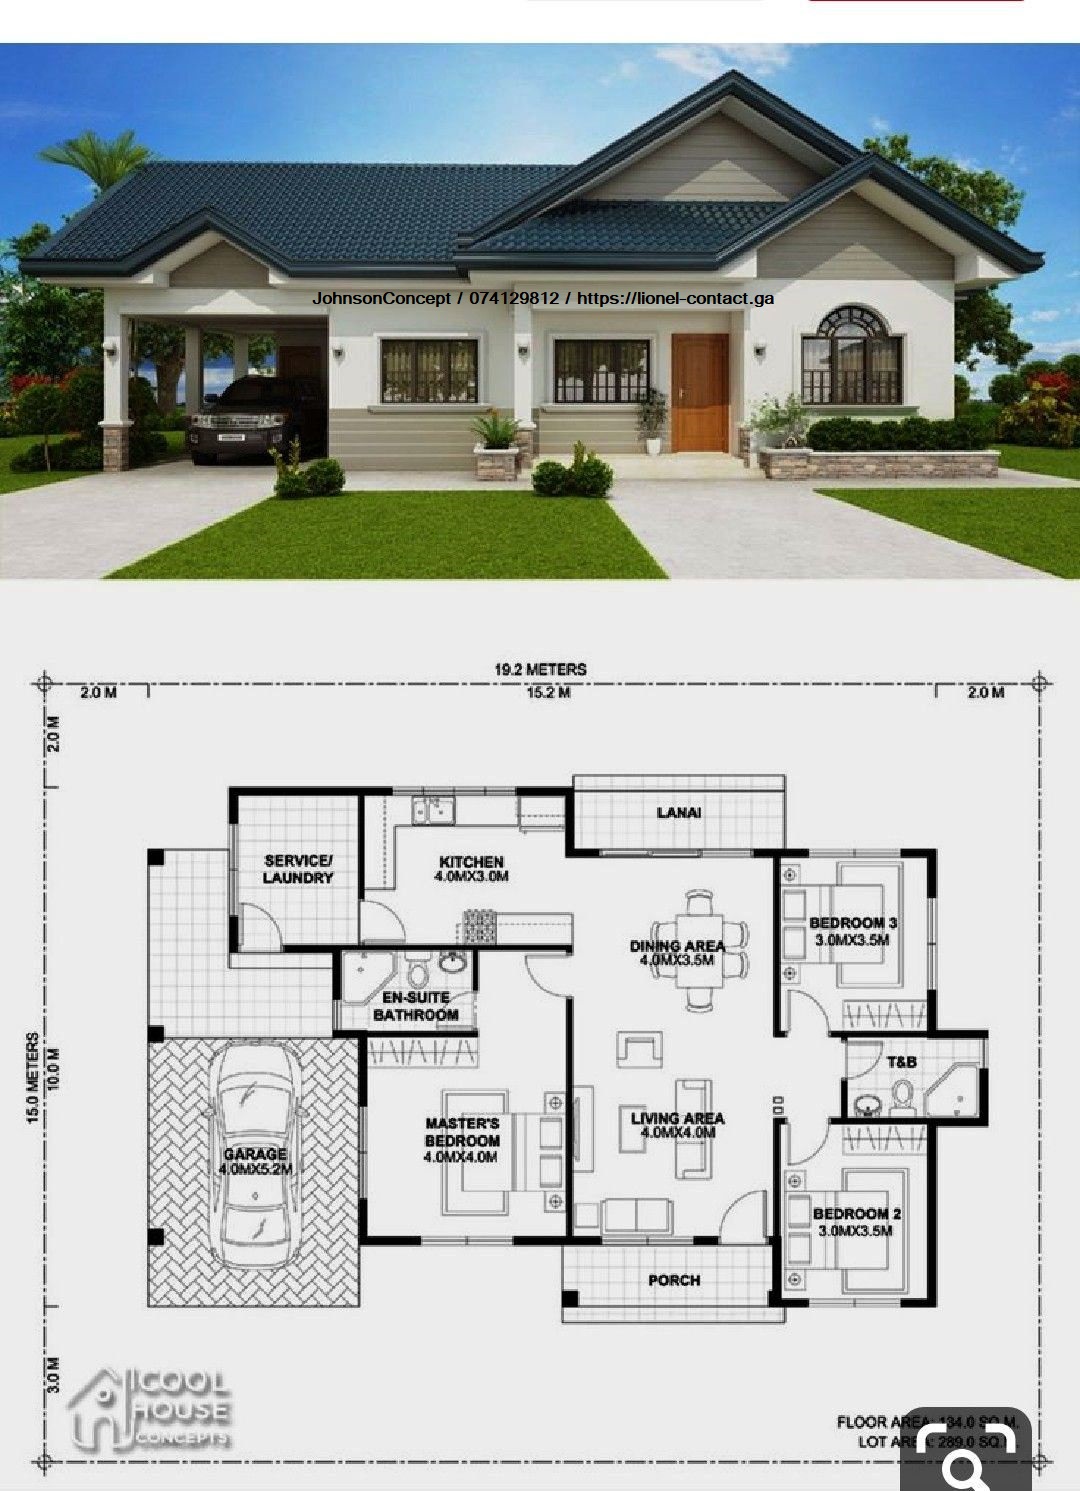 JohnsonConcept / 074129812 / https://lionel-contact.ga
19.2 METERS
2.0 M
15.2 M
2.0 M
2.0 M
15.0 METERS
10.0 M
3.0 M
LANAI
SERVICE/
LAUNDRY
KITCHEN
4.0MX3.0M
BEDROOM 3
3.0MX3.5M
DINING AREA
4.0MX3.5M
EN-SUITE
BATHROOM
T&B
MASTER'S
BEDROOM
4.0MX4.0M
LIVING AREA
4.0MX4.0M
GARAGE
4.0MX5.2M
BEDROOM 2
3.0MX3.5M
PORCH
COOL
HOUSE
CONCEPTS
FLOOR AREA: 134.0 SQ.M.
LOT AREA: 289.0 SQ.